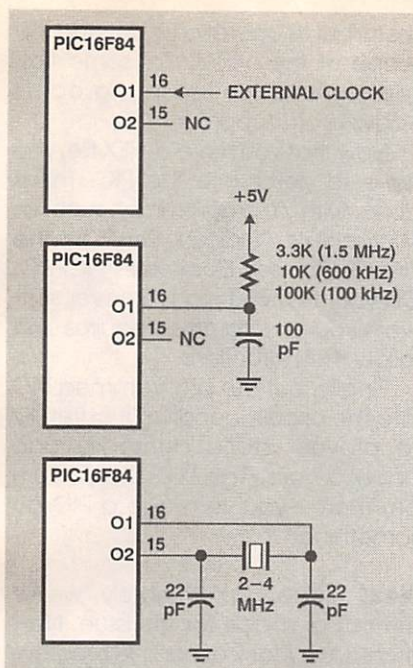 PIC16F84
O1
16
EXTERNAL CLOCK
O2
15
NC
+5V
PIC16F84
3.3K (1.5 MHz)
10K (600 kHz)
100K (100 kHz)
O1
16
O2
15
NC
100
pF
PIC16F84
O1
16
O2
15
22
pF
2–4
MHz
22
pF